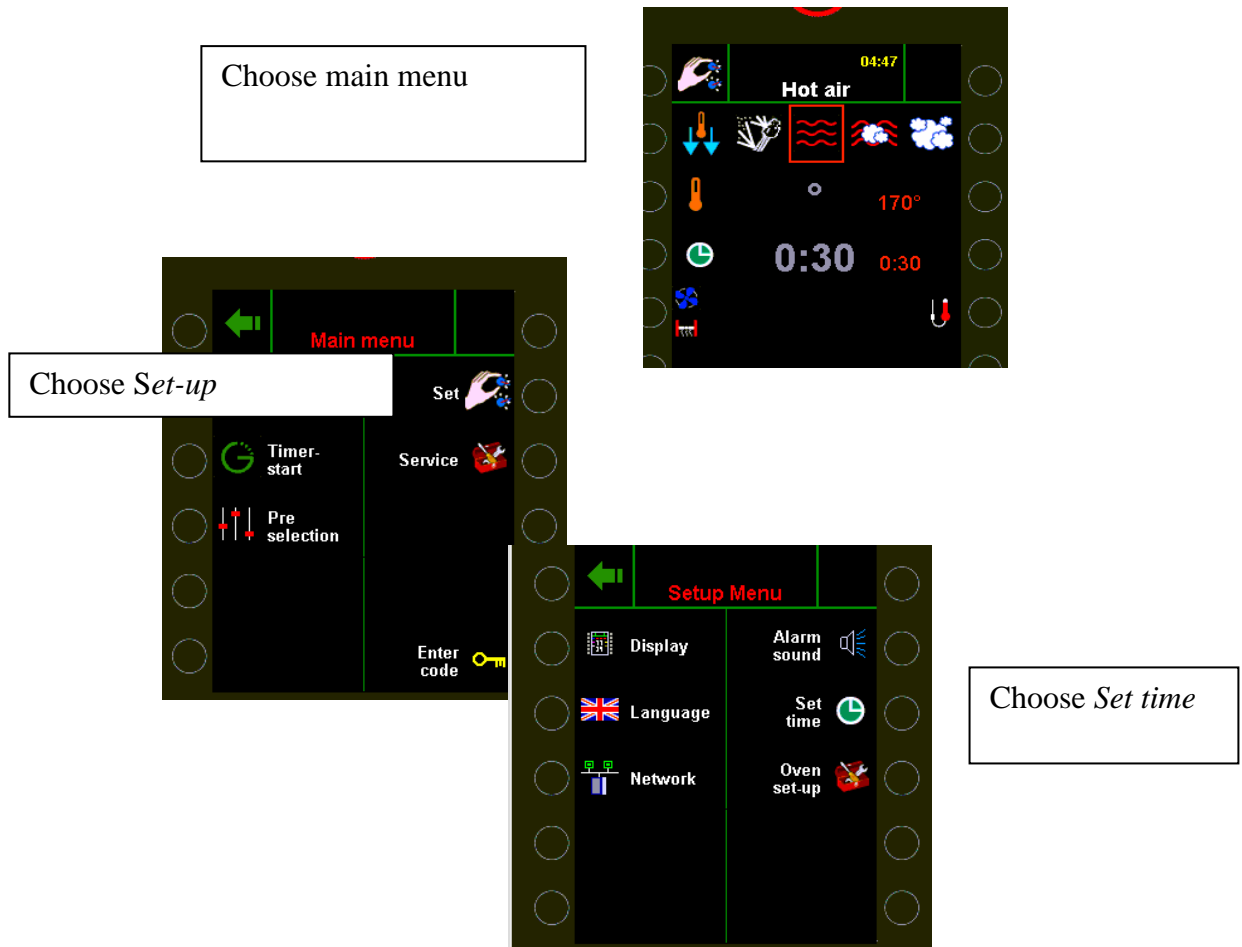 Choose main menu
04:47
Hot air
170°
0:30 0:30
Main menu
Choose Set-up
Set
Timer-
start
Service
Pre
selection
Enter
code
Setup Menu
Display
Alarm
sound
Language
Set
time
Network
Oven
set-up
Choose Set time